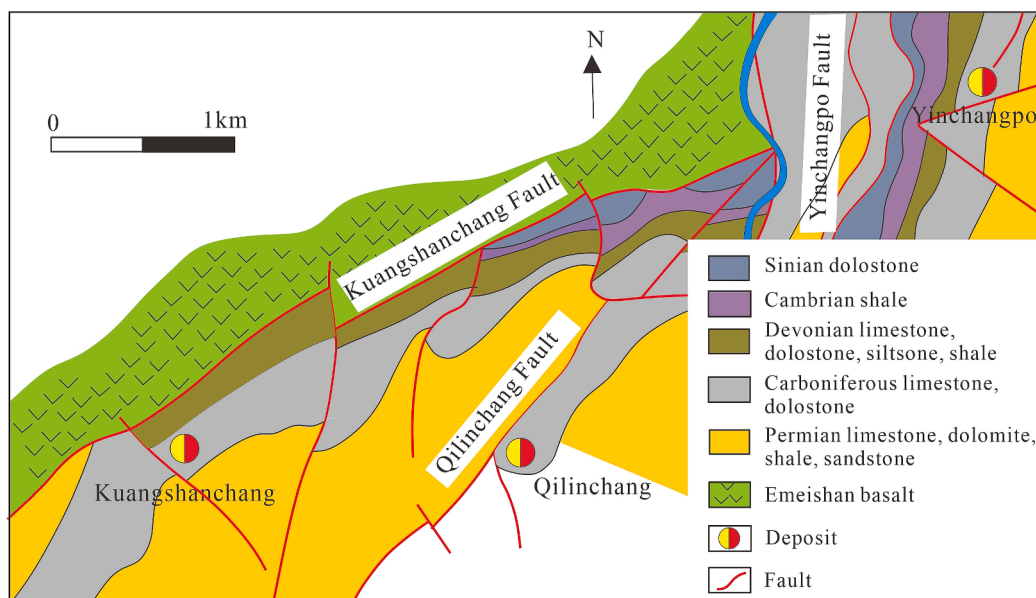 N
0 1km
Kuangshanchang Fault
Yinchangpo Fault
Yinchangpo
Qilinchang Fault
Kuangshanchang
Qilinchang
Sinian dolostone
Cambrian shale
Devonian limestone,
dolostone, siltsone, shale
Carboniferous limestone,
dolostone
Permian limestone, dolomite,
shale, sandstone
Emeishan basalt
Deposit
Fault